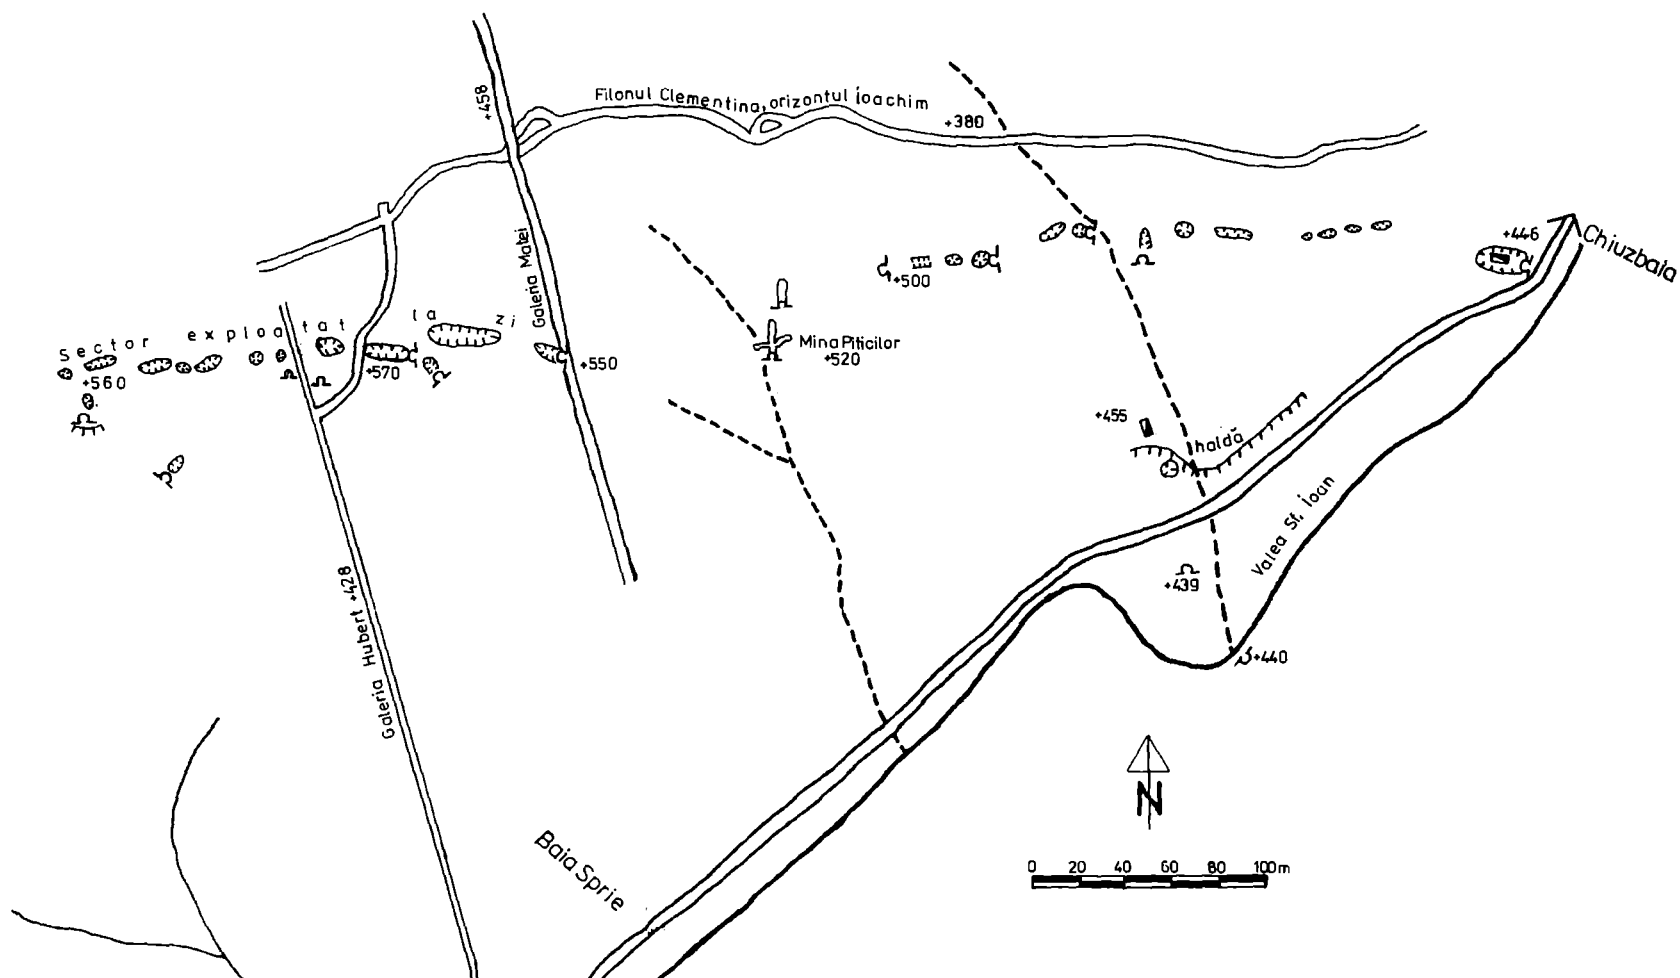 +458
Filonul Clementina, orizontul Ioachim
+380
Galeria Matei
+446
Chiuzbaia
+500
Sector exploatat la zi
+560
+570
+550
Mina Piticilor
+520
+455
haldă
Valea Sf. Ioan
+439
+440
Galeria Hubert +428
Baia Sprie
N
0 20 40 60 80 100m